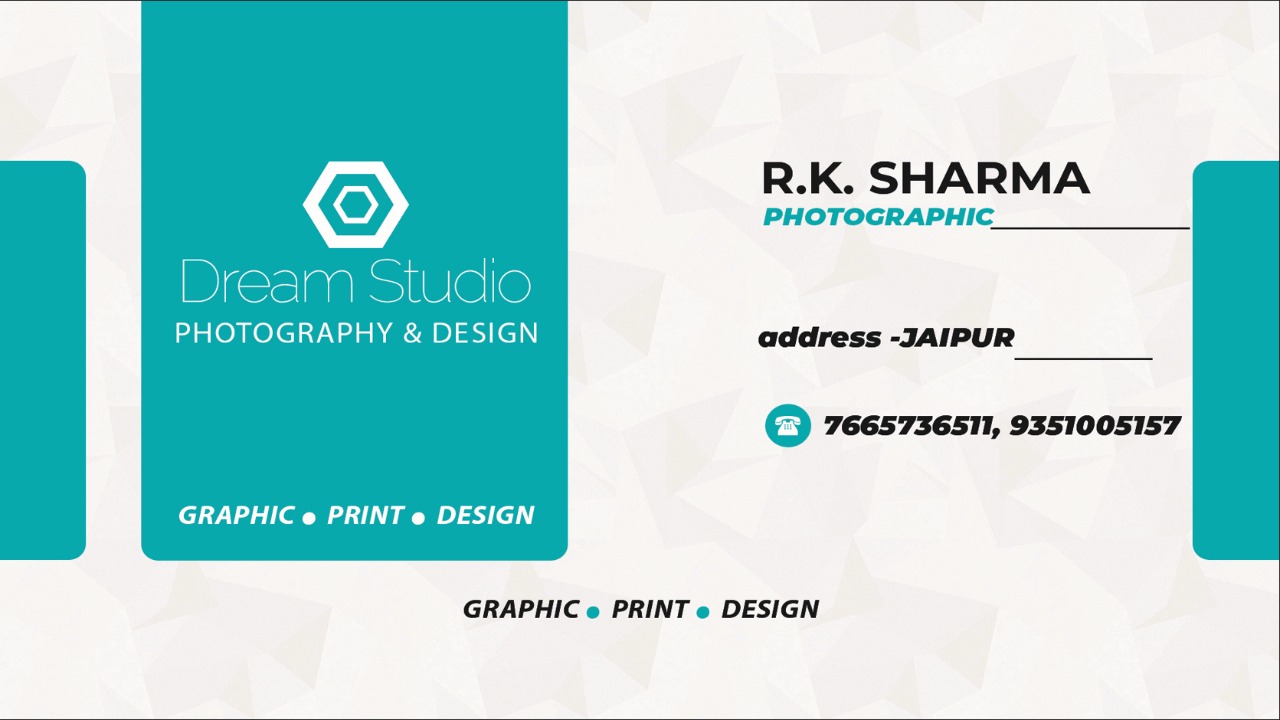 Dream Studio
PHOTOGRAPHY & DESIGN
GRAPHIC ● PRINT ● DESIGN
R.K. SHARMA
PHOTOGRAPHIC
address -JAIPUR
7665736511, 9351005157
GRAPHIC ● PRINT ● DESIGN